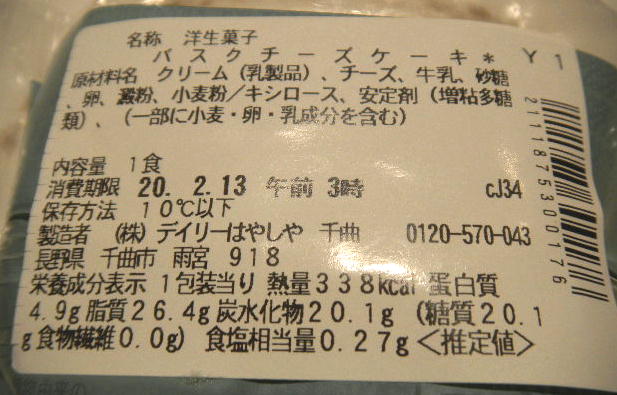 名称 洋生菓子
バスクチーズケーキ* Y1
原材料名 クリーム(乳製品)、チーズ、牛乳、砂糖
、卵、澱粉、小麦粉/キシロース、安定剤(増粘多糖
類)、(一部に小麦・卵・乳成分を含む)
内容量 1食
消費期限 20. 2.13 午前 3時 cJ34
保存方法 10℃以下
製造者 (株)デイリーはやしや 千曲 0120-570-043
長野県 千曲市 雨宮 918
栄養成分表示 1包装当り 熱量338kcal 蛋白質
4.9g脂質26.4g炭水化物20.1g (糖質20.1
g食物繊維0.0g) 食塩相当量0.27g<推定値>
2111875300176